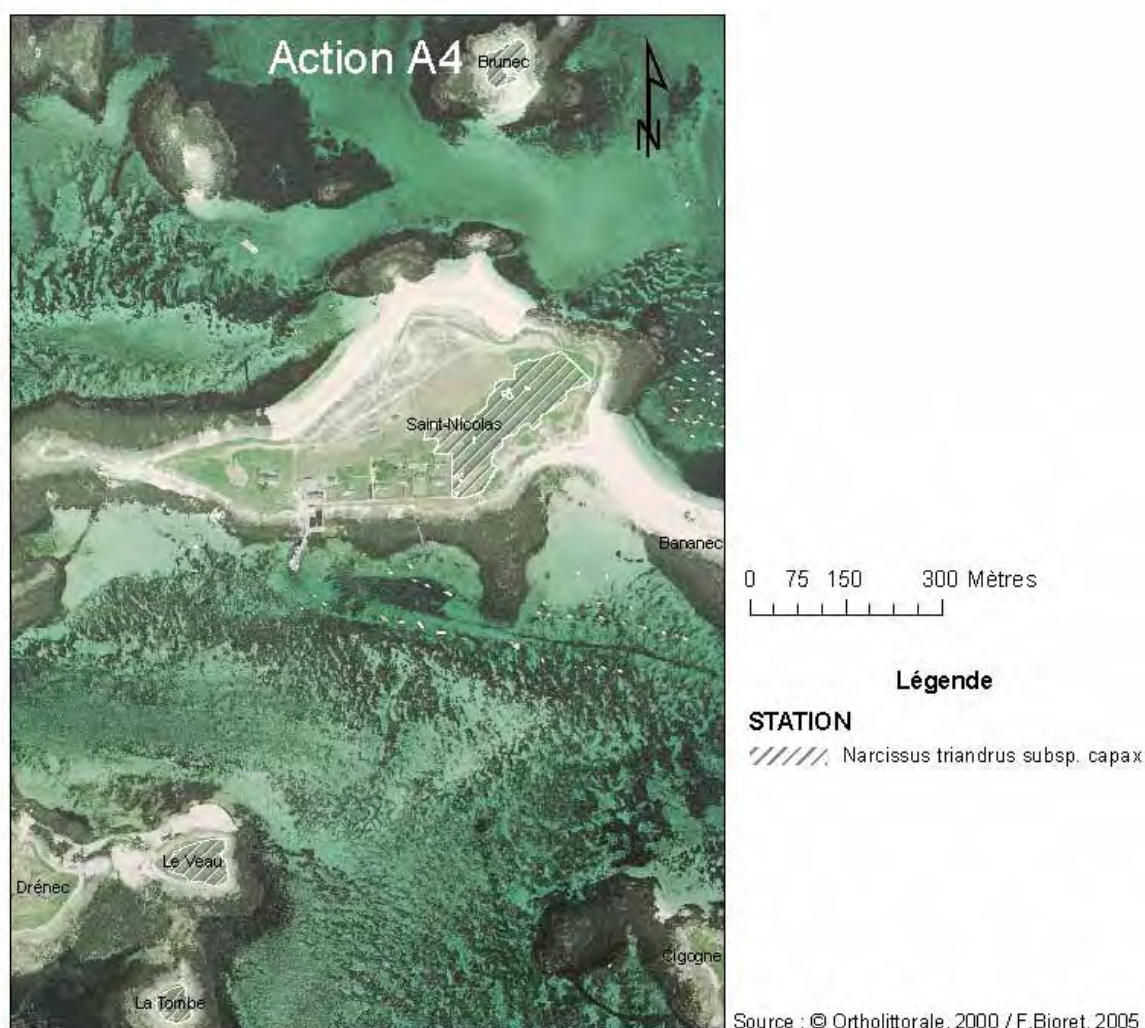 Action A4
Brunec
N
Saint-Nicolas
Bananec
0 75 150 300 Mètres
Légende
STATION
Narcissus triandrus subsp. capax
Le Veau
Drénec
Cigogne
La Tombe
Source : © Ortholittorale, 2000 / F.Bioret, 2005